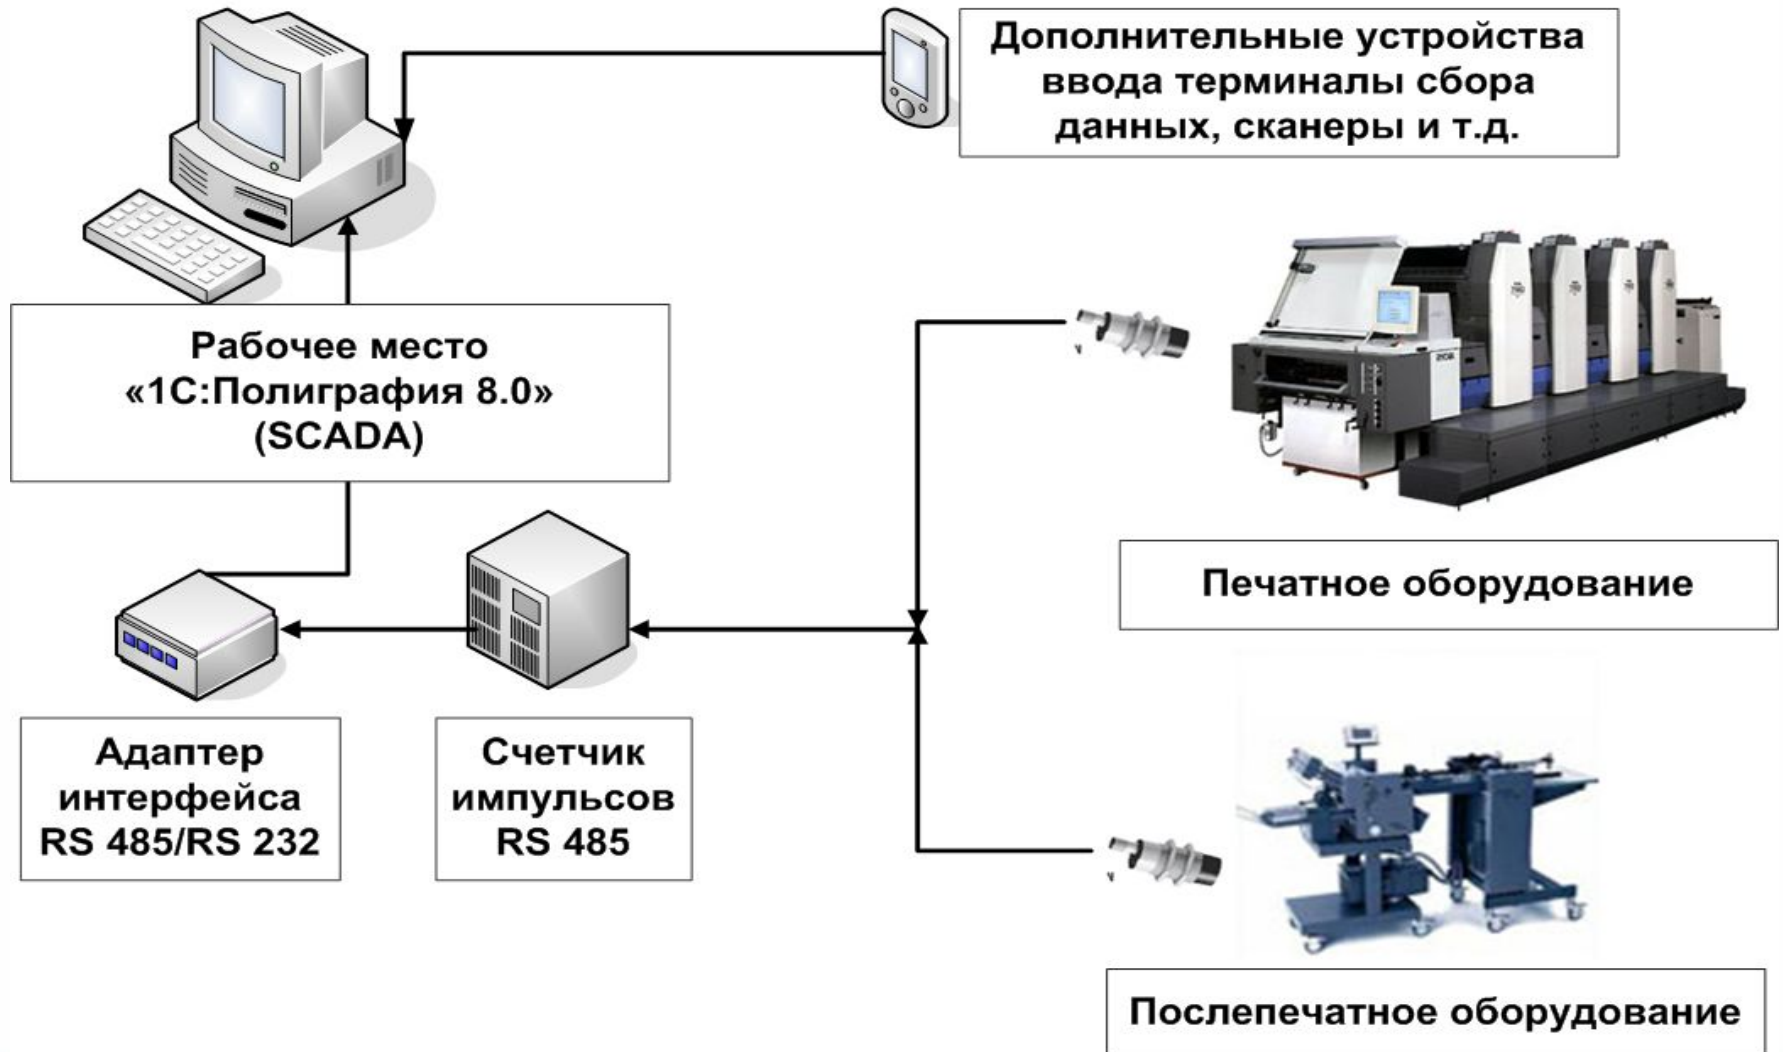 Дополнительные устройства
ввода терминалы сбора
данных, сканеры и т.д.
Рабочее место
«1С:Полиграфия 8.0»
(SCADA)
Печатное оборудование
Адаптер
интерфейса
RS 485/RS 232
Счетчик
импульсов
RS 485
Послепечатное оборудование